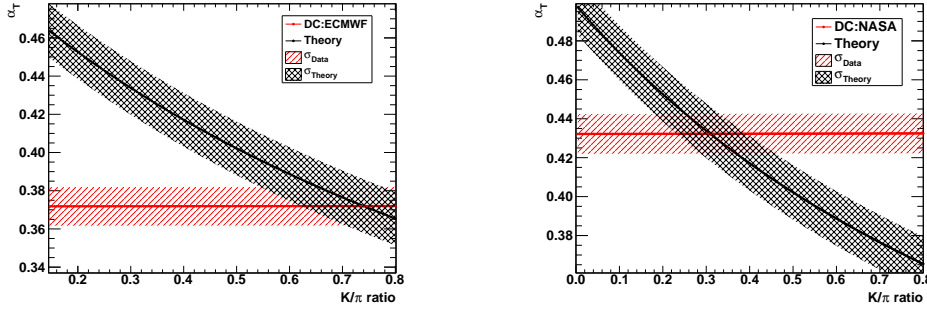 α_T
DC:ECMWF
Theory
σ_Data
σ_Theory
0.46
0.44
0.42
0.40
0.38
0.36
0.34
0.2 0.3 0.4 0.5 0.6 0.7 0.8
K/π ratio
α_T
DC:NASA
Theory
σ_Data
σ_Theory
0.48
0.46
0.44
0.42
0.40
0.38
0.0 0.1 0.2 0.3 0.4 0.5 0.6 0.7 0.8
K/π ratio